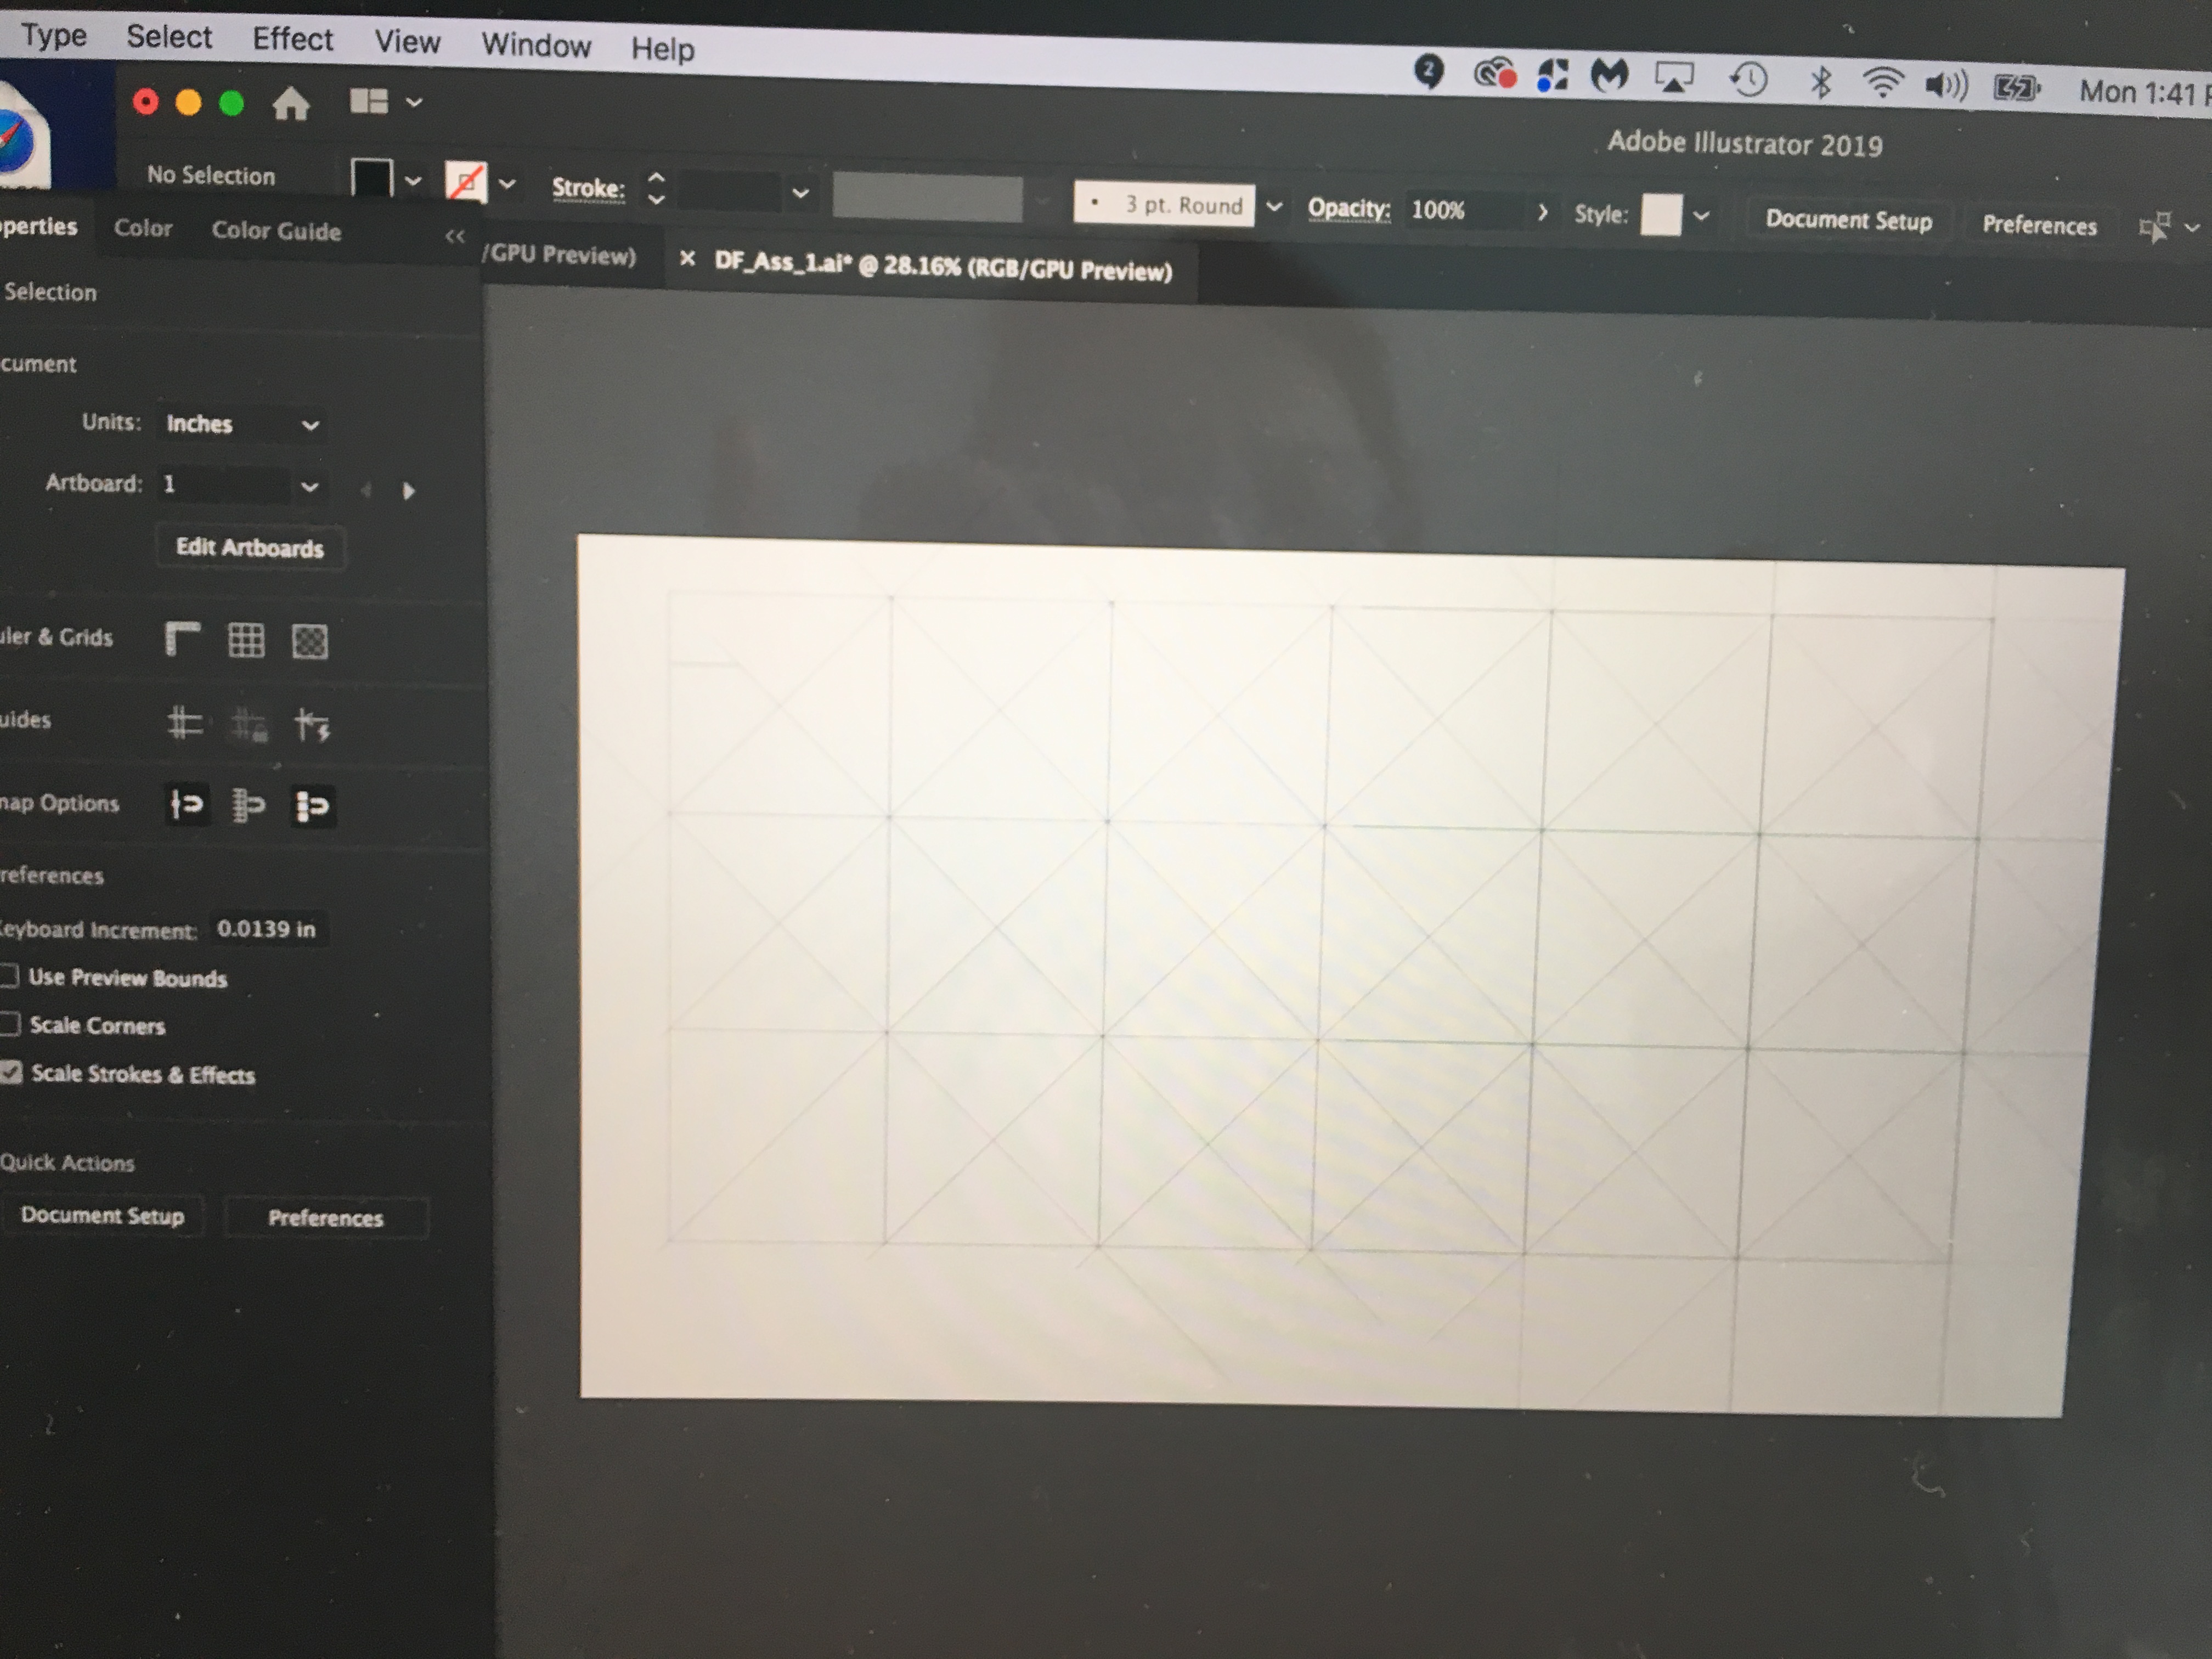 Type Select Effect View Window Help
2
Mon 1:41
Adobe Illustrator 2019
No Selection
Stroke:
3 pt. Round
Opacity: 100%
Style:
Document Setup
Preferences
perties Color Color Guide
/GPU Preview)
DF_Ass_1.ai* @ 28.16% (RGB/GPU Preview)
Selection
cument
Units: Inches
Artboard: 1
Edit Artboards
uler & Grids
uides
nap Options
references
Keyboard Increment: 0.0139 in
Use Preview Bounds
Scale Corners
Scale Strokes & Effects
Quick Actions
Document Setup Preferences